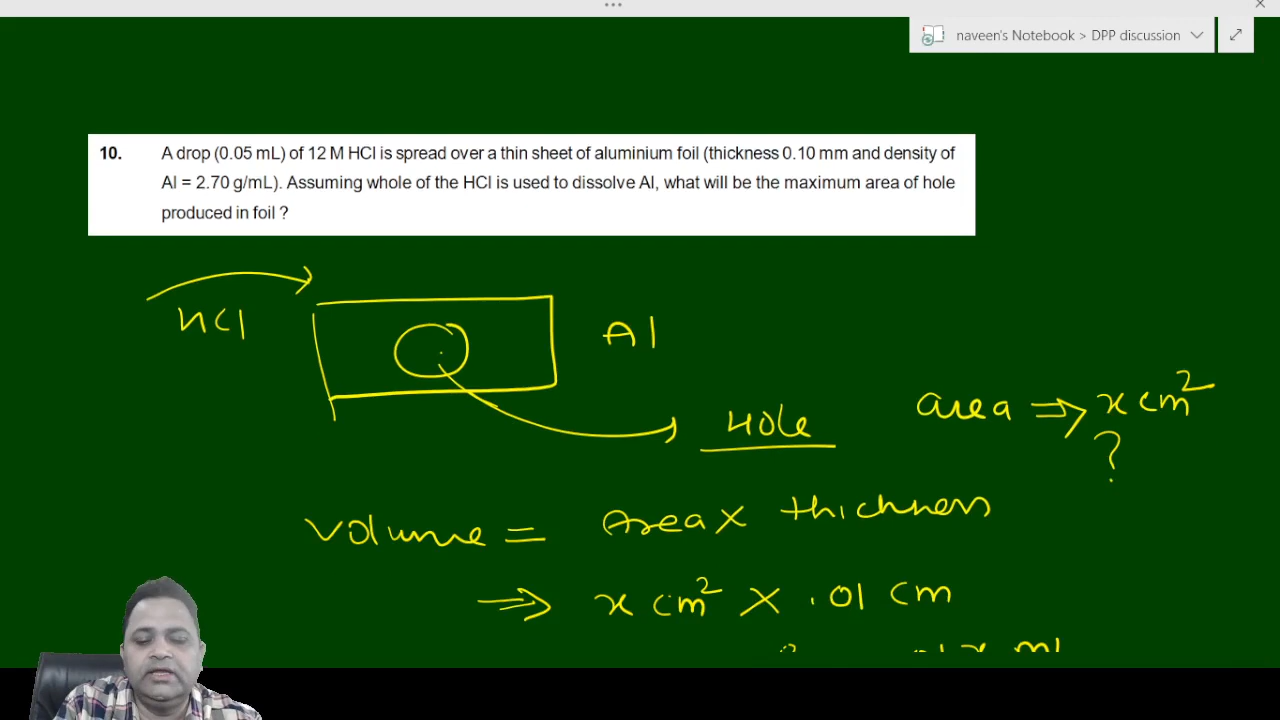 naveen's Notebook > DPP discussion
10. A drop (0.05 mL) of 12 M HCl is spread over a thin sheet of aluminium foil (thickness 0.10 mm and density of
Al = 2.70 g/mL). Assuming whole of the HCl is used to dissolve Al, what will be the maximum area of hole
produced in foil ?
HCl
Al
Hole
area ⇒ x cm²
?
Volume = Area × thickness
⇒ x cm² × .01 cm